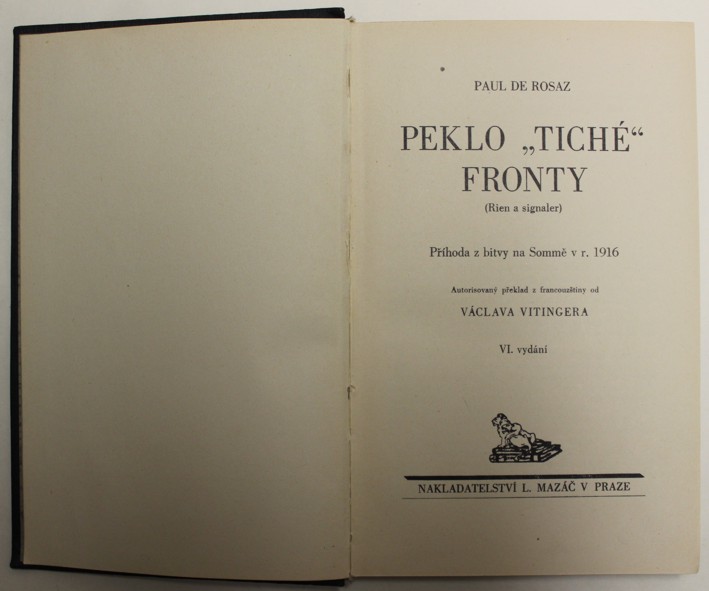 PAUL DE ROSAZ
PEKLO „TICHÉ“
FRONTY
(Rien a signaler)
Příhoda z bitvy na Sommě v r. 1916
Autorisovaný překlad z francouzštiny od
VÁCLAVA VITINGERA
VI. vydání
NAKLADATELSTVÍ L. MAZÁČ V PRAZE